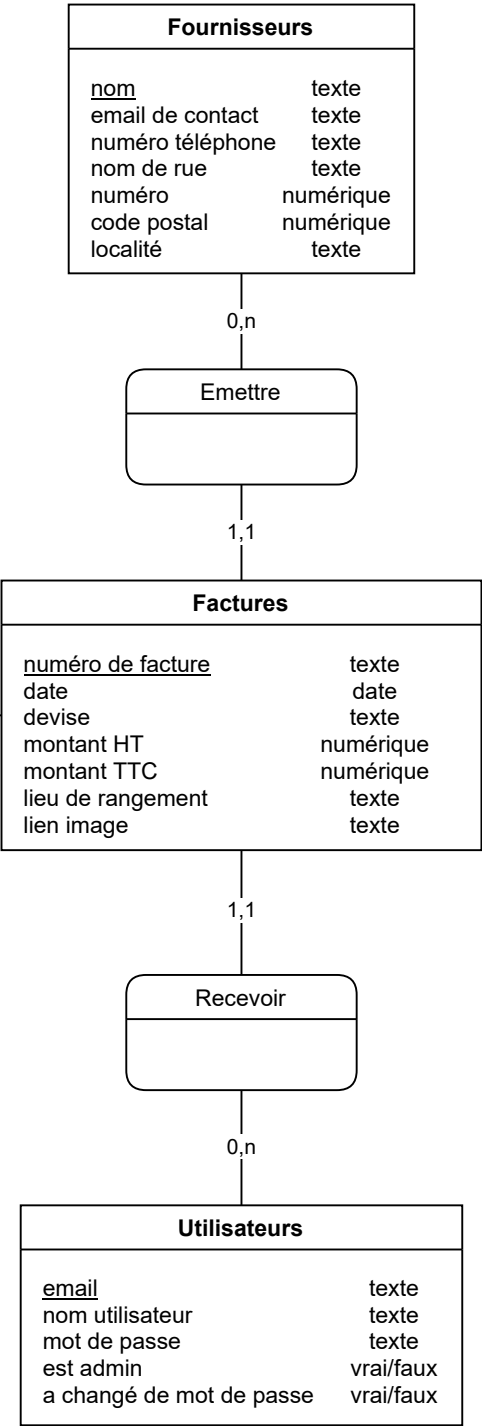 Fournisseurs
nom texte
email de contact texte
numéro téléphone texte
nom de rue texte
numéro numérique
code postal numérique
localité texte
0,n
Emettre
1,1
Factures
numéro de facture texte
date date
devise texte
montant HT numérique
montant TTC numérique
lieu de rangement texte
lien image texte
1,1
Recevoir
0,n
Utilisateurs
email texte
nom utilisateur texte
mot de passe texte
est admin vrai/faux
a changé de mot de passe vrai/faux